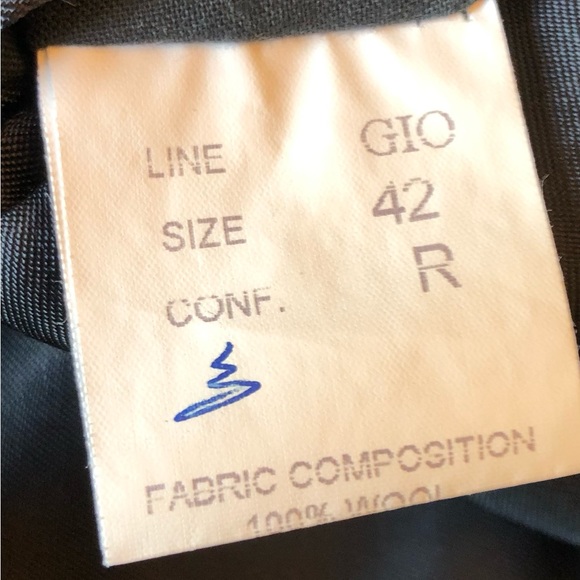 LINE GIO
SIZE 42
CONF. R
FABRIC COMPOSITION
100% WOOL